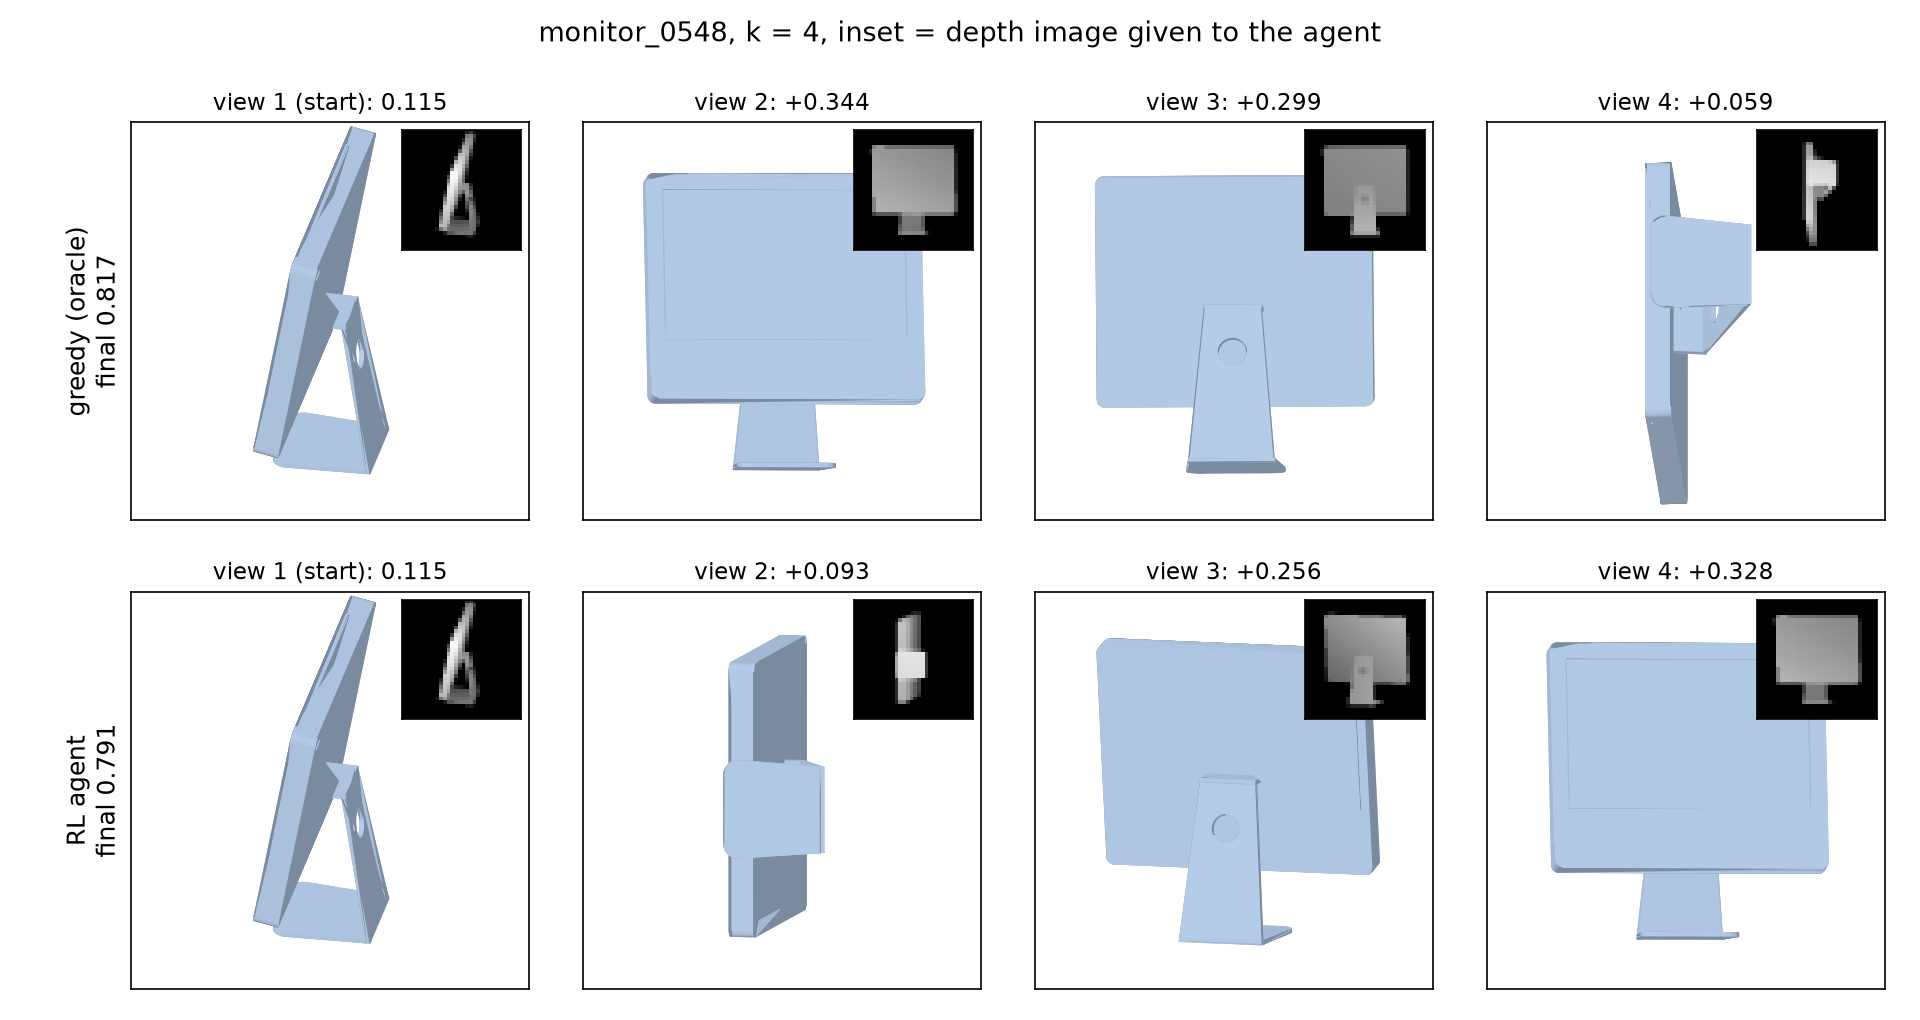 monitor_0548, k = 4, inset = depth image given to the agent
view 1 (start): 0.115
view 2: +0.344
view 3: +0.299
view 4: +0.059
greedy (oracle)
final 0.817
view 1 (start): 0.115
view 2: +0.093
view 3: +0.256
view 4: +0.328
RL agent
final 0.791